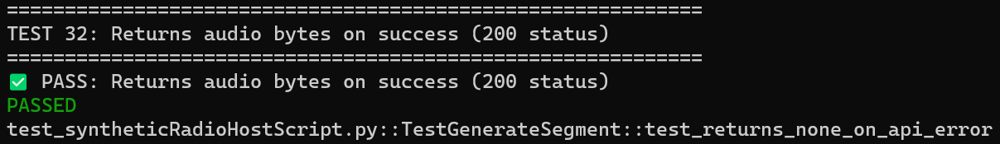 ============================================================
TEST 32: Returns audio bytes on success (200 status)
============================================================
✅ PASS: Returns audio bytes on success (200 status)
PASSED
test_syntheticRadioHostScript.py::TestGenerateSegment::test_returns_none_on_api_error